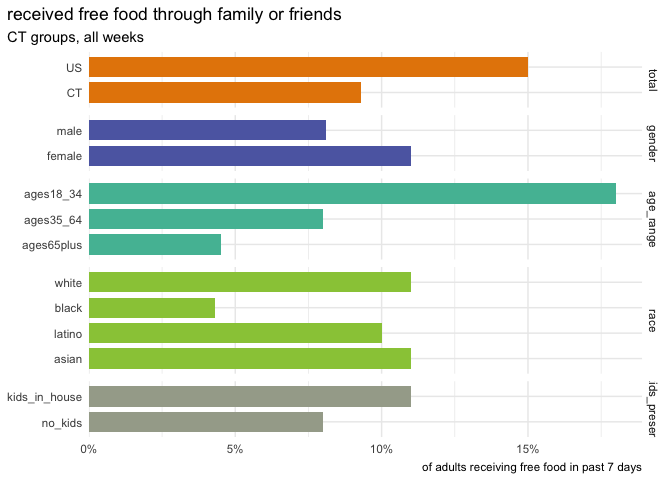 received free food through family or friends
CT groups, all weeks
US
CT
total
male
female
gender
ages18_34
ages35_64
ages65plus
age_range
white
black
latino
asian
race
kids_in_house
no_kids
ids_preser
0% 5% 10% 15%
of adults receiving free food in past 7 days